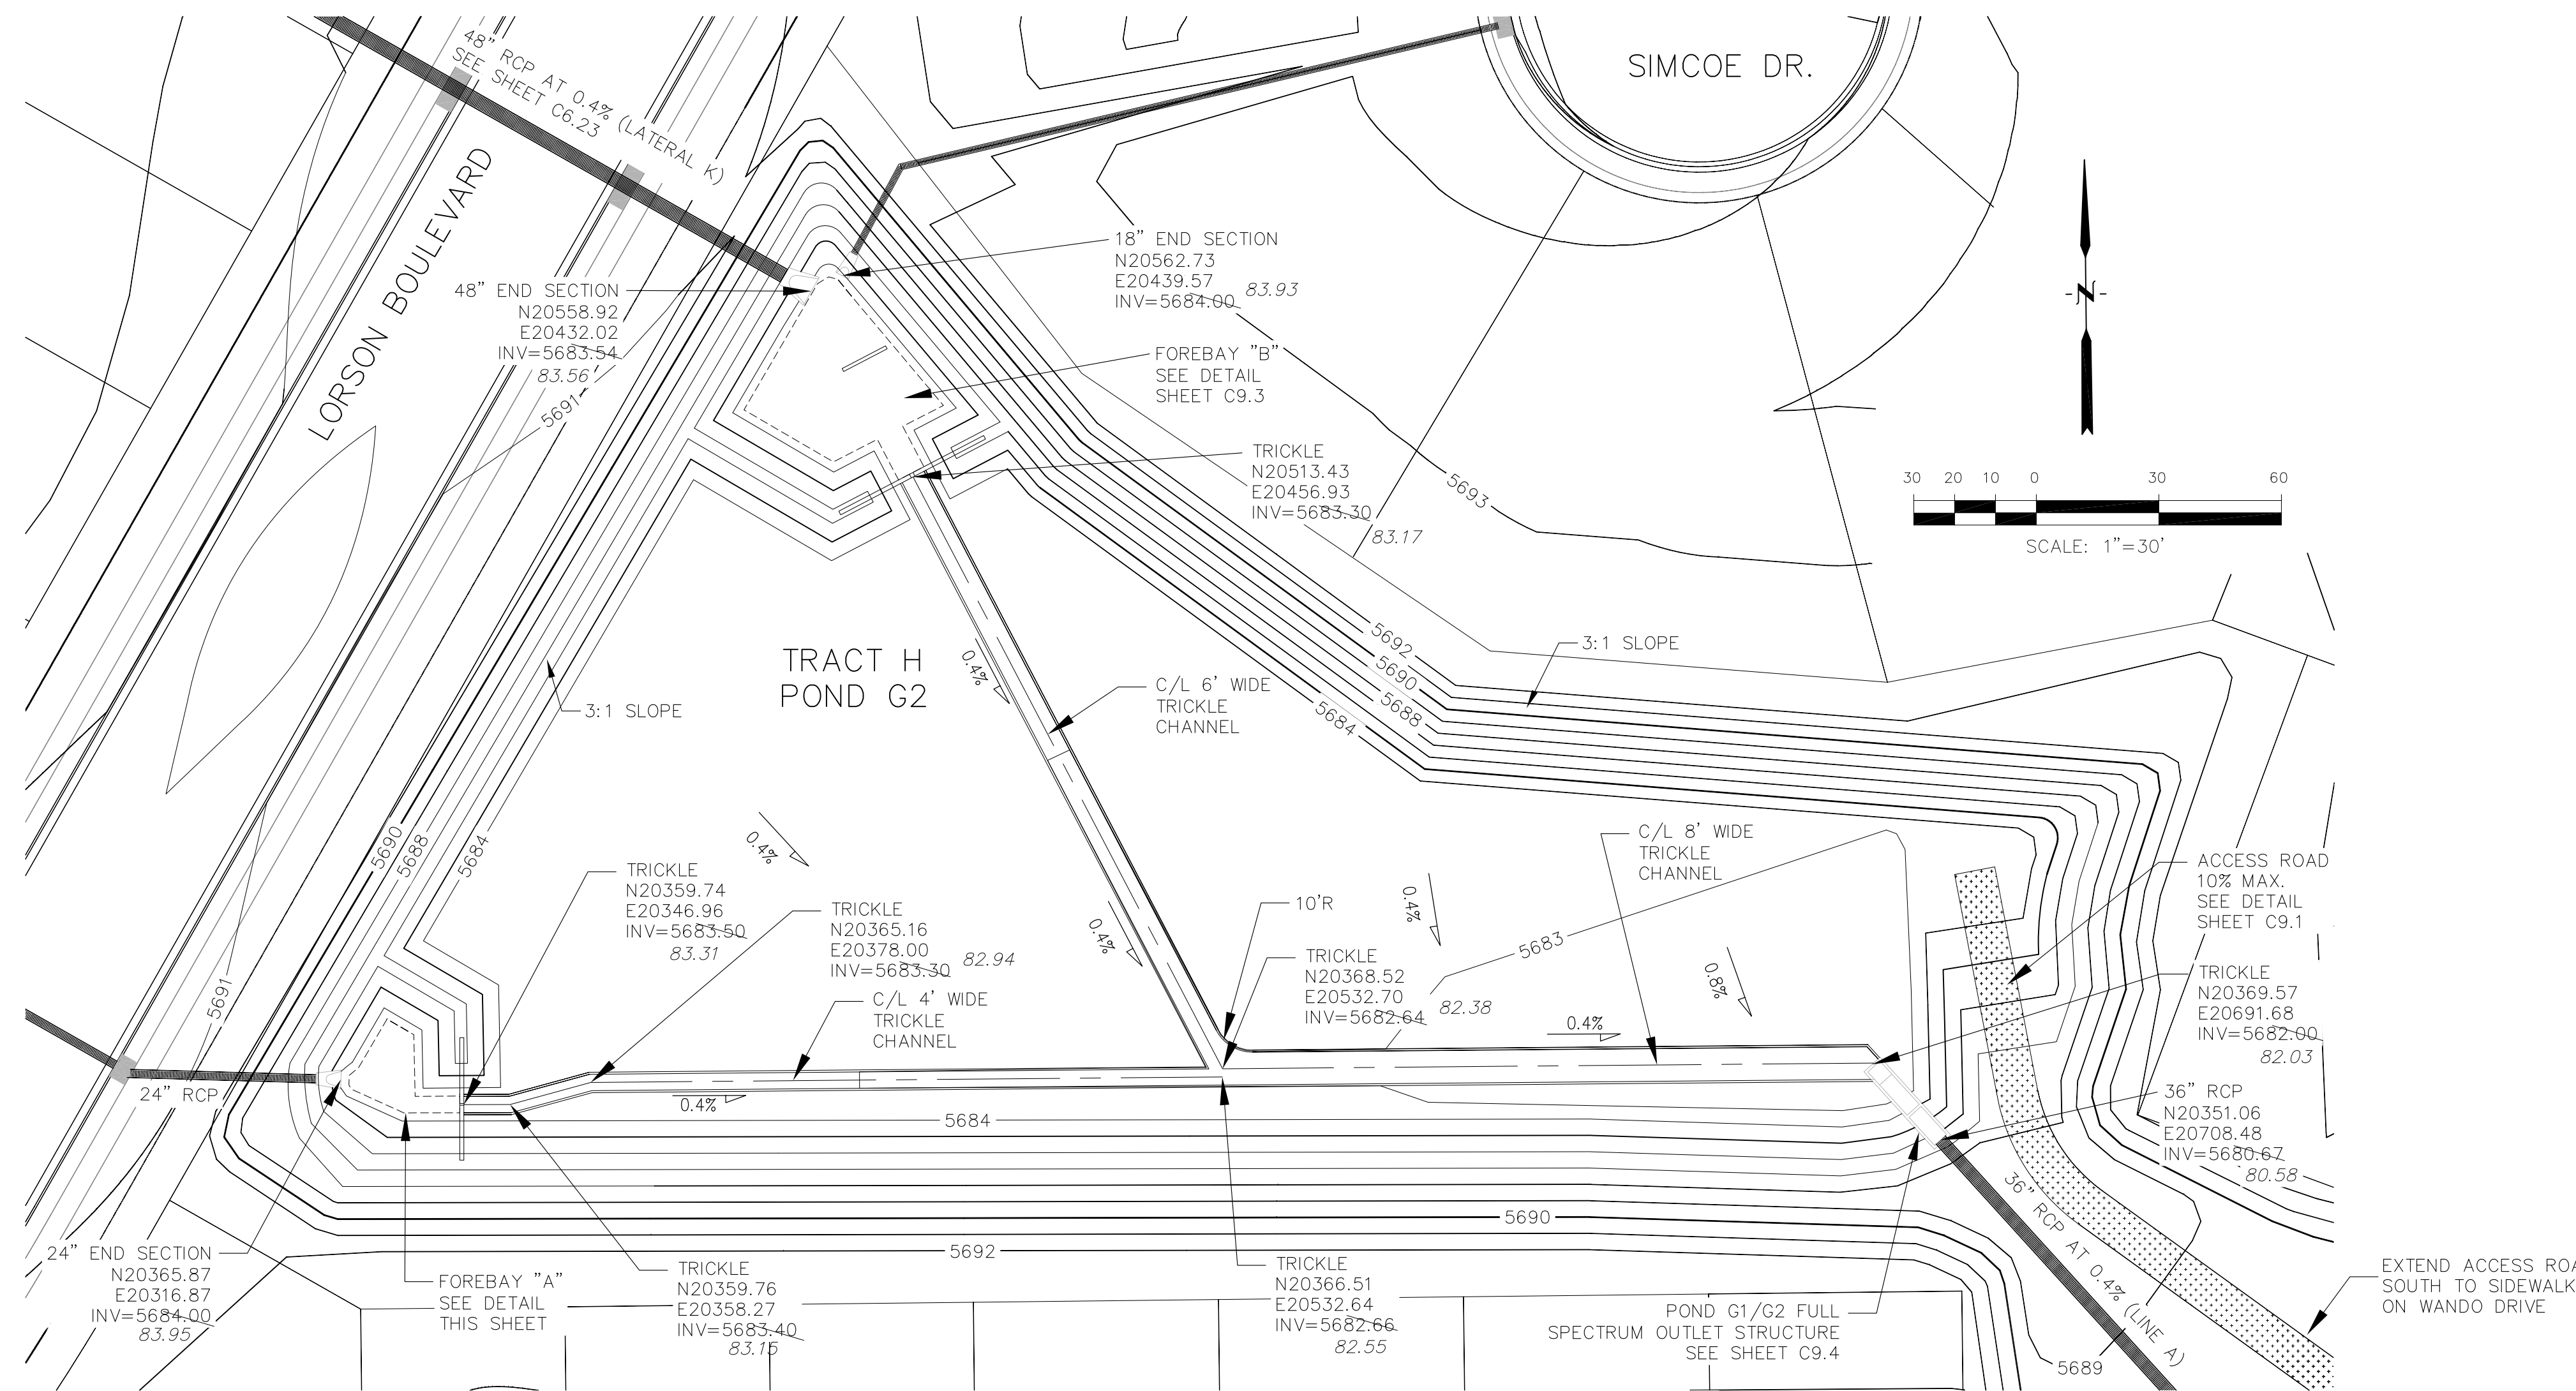 48" RCP AT 0.4% (LATERAL K)
SEE SHEET C6.23
SIMCOE DR.
LORSON BOULEVARD
18" END SECTION
N20562.73
E20439.57
INV=5684.00
83.93
48" END SECTION
N20558.92
E20432.02
INV=5683.54
83.56
5691
FOREBAY "B"
SEE DETAIL
SHEET C9.3
TRICKLE
N20513.43
E20456.93
INV=5683.30
83.17
5693
N
30 20 10 0 30 60
SCALE: 1"=30'
TRACT H
POND G2
0.4%
3:1 SLOPE
C/L 6' WIDE
TRICKLE
CHANNEL
5692
5690
5688
5684
3:1 SLOPE
5690
5688
5684
0.4%
TRICKLE
N20359.74
E20346.96
INV=5683.50
83.31
TRICKLE
N20365.16
E20378.00
INV=5683.30
82.94
C/L 4' WIDE
TRICKLE
CHANNEL
0.4%
10'R
TRICKLE
N20368.52
E20532.70
INV=5682.64
82.38
0.4%
C/L 8' WIDE
TRICKLE
CHANNEL
5683
0.8%
0.4%
ACCESS ROAD
10% MAX.
SEE DETAIL
SHEET C9.1
TRICKLE
N20369.57
E20691.68
INV=5682.00
82.03
36" RCP
N20351.06
E20708.48
INV=5680.67
80.58
5691
24" RCP
0.4%
5684
5690
5692
24" END SECTION
N20365.87
E20316.87
INV=5684.00
83.95
FOREBAY "A"
SEE DETAIL
THIS SHEET
TRICKLE
N20359.76
E20358.27
INV=5683.40
83.15
TRICKLE
N20366.51
E20532.64
INV=5682.66
82.55
POND G1/G2 FULL
SPECTRUM OUTLET STRUCTURE
SEE SHEET C9.4
36" RCP AT 0.4% (LINE A)
5689
EXTEND ACCESS ROA
SOUTH TO SIDEWALK
ON WANDO DRIVE